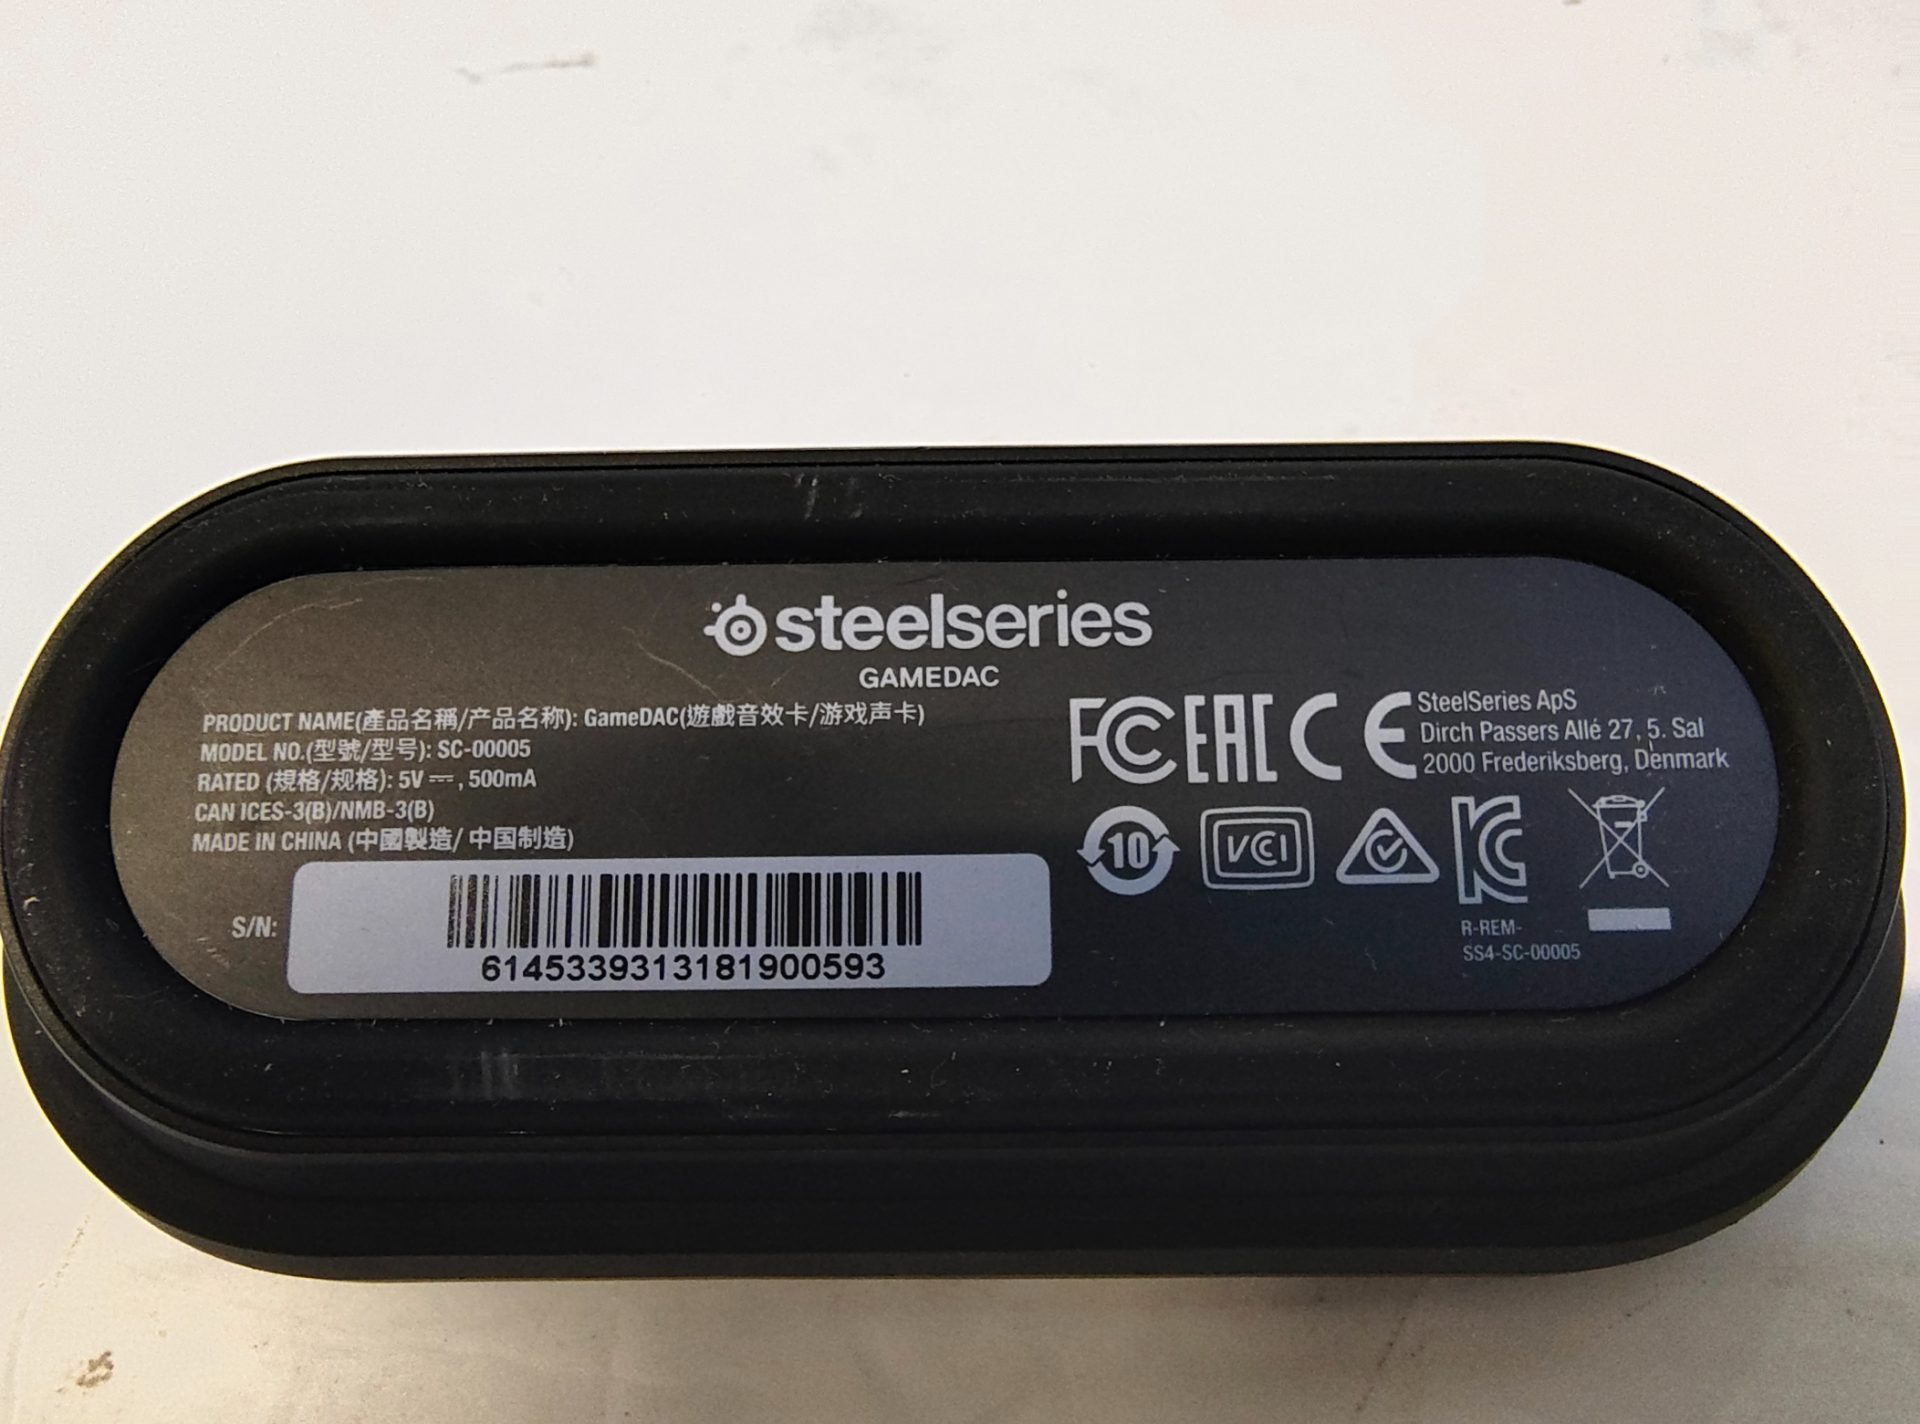 steelseries
GAMEDAC
PRODUCT NAME(產品名稱/产品名称): GameDAC(遊戲音效卡/游戏声卡)
MODEL NO.(型號/型号): SC-00005
RATED (規格/规格): 5V ⎓, 500mA
CAN ICES-3(B)/NMB-3(B)
MADE IN CHINA (中國製造/ 中国制造)
S/N:
6145339313181900593
FC EAC CE
SteelSeries ApS
Dirch Passers Allé 27, 5. Sal
2000 Frederiksberg, Denmark
10 VCI KC
R-REM-
SS4-SC-00005